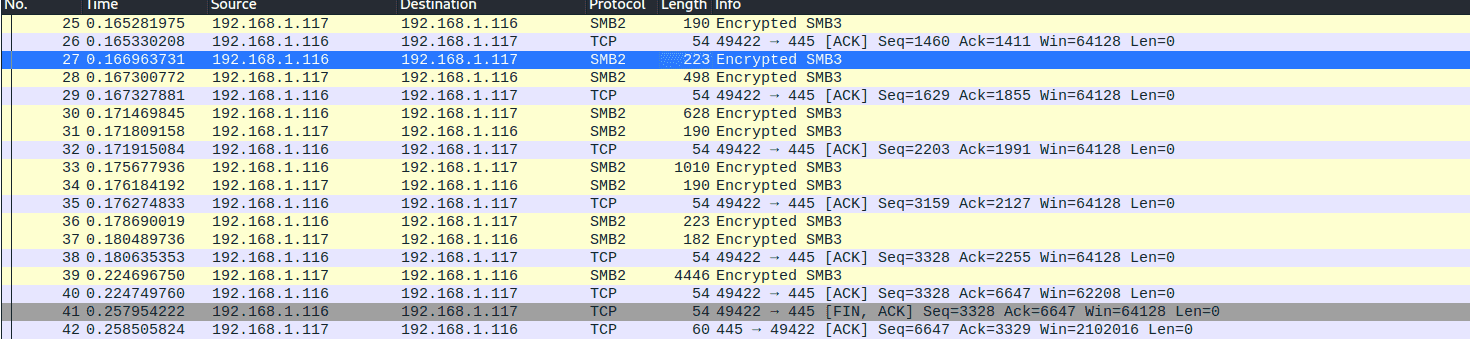 No. Time Source Destination Protocol Length Info
25 0.165281975 192.168.1.117 192.168.1.116 SMB2 190 Encrypted SMB3
26 0.165330208 192.168.1.116 192.168.1.117 TCP 54 49422 → 445 [ACK] Seq=1460 Ack=1411 Win=64128 Len=0
27 0.166963731 192.168.1.116 192.168.1.117 SMB2 223 Encrypted SMB3
28 0.167300772 192.168.1.117 192.168.1.116 SMB2 498 Encrypted SMB3
29 0.167327881 192.168.1.116 192.168.1.117 TCP 54 49422 → 445 [ACK] Seq=1629 Ack=1855 Win=64128 Len=0
30 0.171469845 192.168.1.116 192.168.1.117 SMB2 628 Encrypted SMB3
31 0.171809158 192.168.1.117 192.168.1.116 SMB2 190 Encrypted SMB3
32 0.171915084 192.168.1.116 192.168.1.117 TCP 54 49422 → 445 [ACK] Seq=2203 Ack=1991 Win=64128 Len=0
33 0.175677936 192.168.1.116 192.168.1.117 SMB2 1010 Encrypted SMB3
34 0.176184192 192.168.1.117 192.168.1.116 SMB2 190 Encrypted SMB3
35 0.176274833 192.168.1.116 192.168.1.117 TCP 54 49422 → 445 [ACK] Seq=3159 Ack=2127 Win=64128 Len=0
36 0.178690019 192.168.1.116 192.168.1.117 SMB2 223 Encrypted SMB3
37 0.180489736 192.168.1.117 192.168.1.116 SMB2 182 Encrypted SMB3
38 0.180635353 192.168.1.116 192.168.1.117 TCP 54 49422 → 445 [ACK] Seq=3328 Ack=2255 Win=64128 Len=0
39 0.224696750 192.168.1.117 192.168.1.116 SMB2 4446 Encrypted SMB3
40 0.224749760 192.168.1.116 192.168.1.117 TCP 54 49422 → 445 [ACK] Seq=3328 Ack=6647 Win=62208 Len=0
41 0.257954222 192.168.1.116 192.168.1.117 TCP 54 49422 → 445 [FIN, ACK] Seq=3328 Ack=6647 Win=64128 Len=0
42 0.258505824 192.168.1.117 192.168.1.116 TCP 60 445 → 49422 [ACK] Seq=6647 Ack=3329 Win=2102016 Len=0